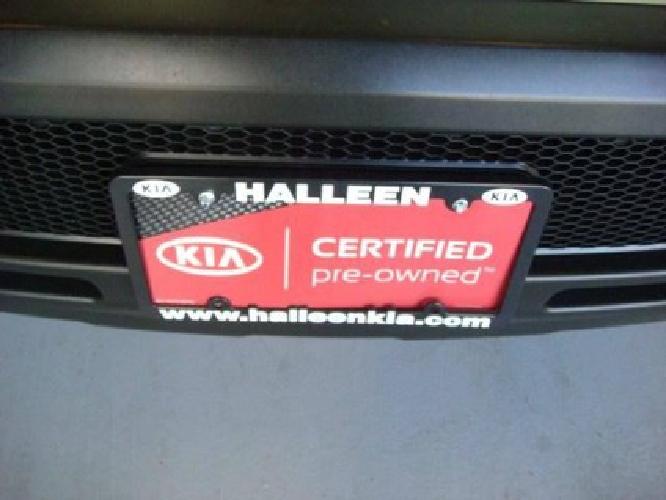 KIA HALLEEN KIA
KIA CERTIFIED
pre-owned™
www.halleenkia.com